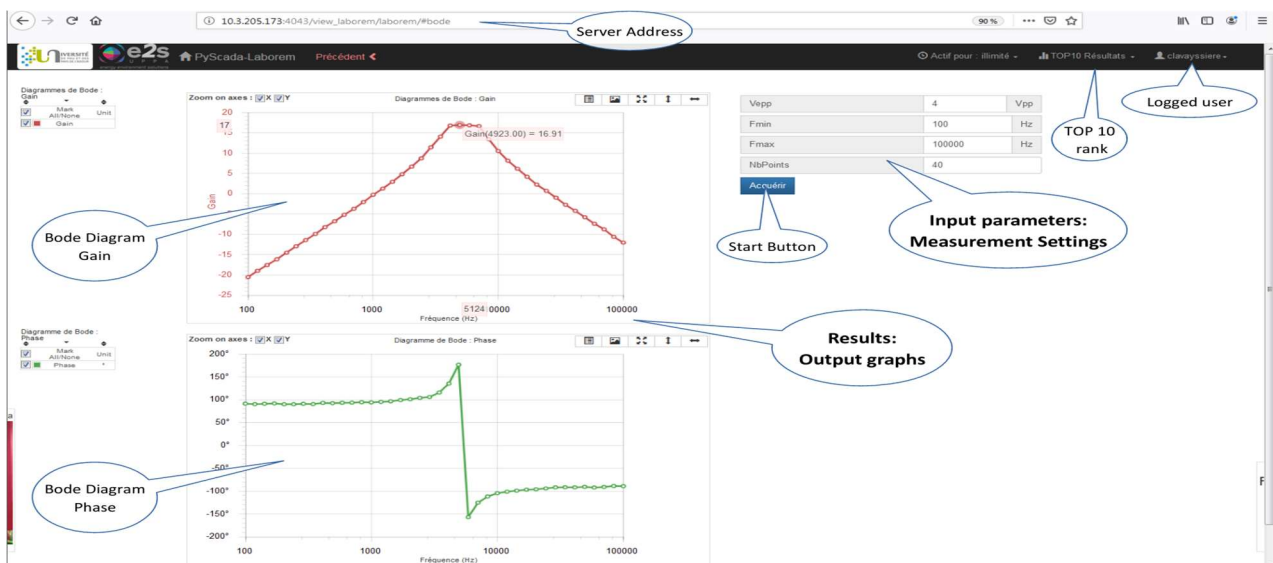 10.3.205.173:4043/view_laborem/laborem/#bode
90 %
Server Address
UNIVERSITÉ
e2s
UPPA
PyScada-Laborem
Précédent
Actif pour : illimité
TOP10 Résultats
clavayssiere
Logged user
TOP 10
rank
Diagrammes de Bode :
Gain
Mark
All/None
Unit
Gain
Zoom on axes : X Y
Diagrammes de Bode : Gain
20
17
10
5
0
-10
-15
-20
-25
Gain
Gain(4923.00) = 16.91
100
1000
5124
10000
100000
Fréquence (Hz)
Bode Diagram
Gain
Vepp 4 Vpp
Fmin 100 Hz
Fmax 100000 Hz
NbPoints 40
Acquérir
Start Button
Input parameters:
Measurement Settings
Results:
Output graphs
Diagramme de Bode :
Phase
Mark
All/None
Unit
Phase °
Zoom on axes : X Y
Diagramme de Bode : Phase
200°
150°
100°
50°
0°
-50°
-100°
-150°
-200°
100
1000
10000
100000
Fréquence (Hz)
Bode Diagram
Phase
a
F